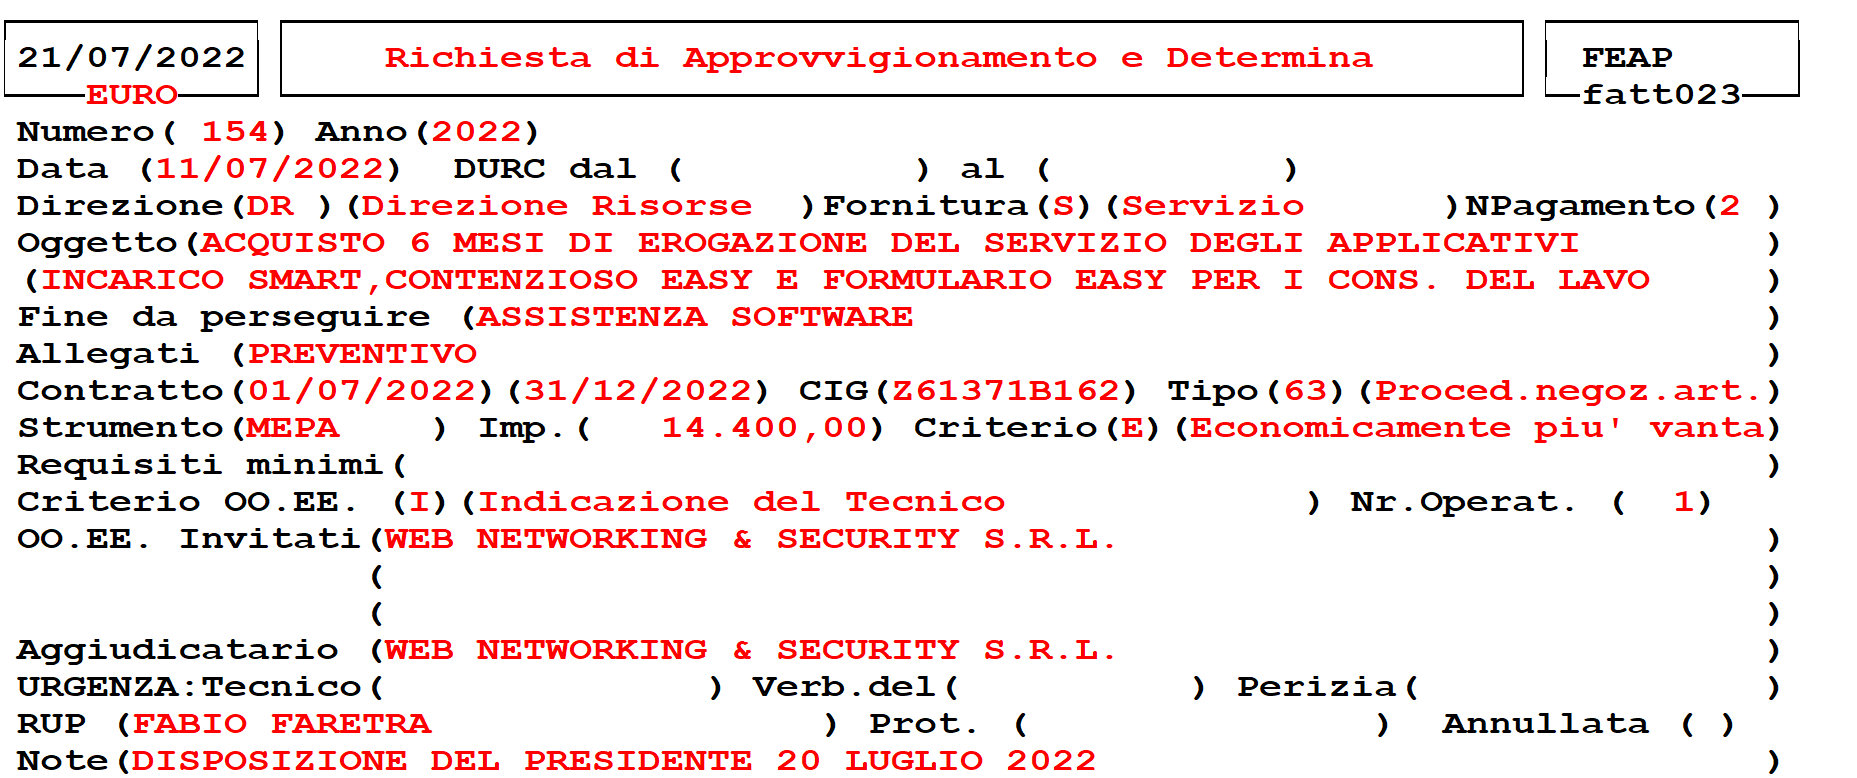 21/07/2022 Richiesta di Approvvigionamento e Determina FEAP
EURO fatt023
Numero( 154) Anno(2022)
Data (11/07/2022) DURC dal ( ) al ( )
Direzione(DR )(Direzione Risorse )Fornitura(S)(Servizio )NPagamento(2 )
Oggetto(ACQUISTO 6 MESI DI EROGAZIONE DEL SERVIZIO DEGLI APPLICATIVI )
(INCARICO SMART,CONTENZIOSO EASY E FORMULARIO EASY PER I CONS. DEL LAVO )
Fine da perseguire (ASSISTENZA SOFTWARE )
Allegati (PREVENTIVO )
Contratto(01/07/2022)(31/12/2022) CIG(Z61371B162) Tipo(63)(Proced.negoz.art.)
Strumento(MEPA ) Imp.( 14.400,00) Criterio(E)(Economicamente piu' vanta)
Requisiti minimi( )
Criterio OO.EE. (I)(Indicazione del Tecnico ) Nr.Operat. ( 1)
OO.EE. Invitati(WEB NETWORKING & SECURITY S.R.L. )
( )
( )
Aggiudicatario (WEB NETWORKING & SECURITY S.R.L. )
URGENZA:Tecnico( ) Verb.del( ) Perizia( )
RUP (FABIO FARETRA ) Prot. ( ) Annullata ( )
Note(DISPOSIZIONE DEL PRESIDENTE 20 LUGLIO 2022 )